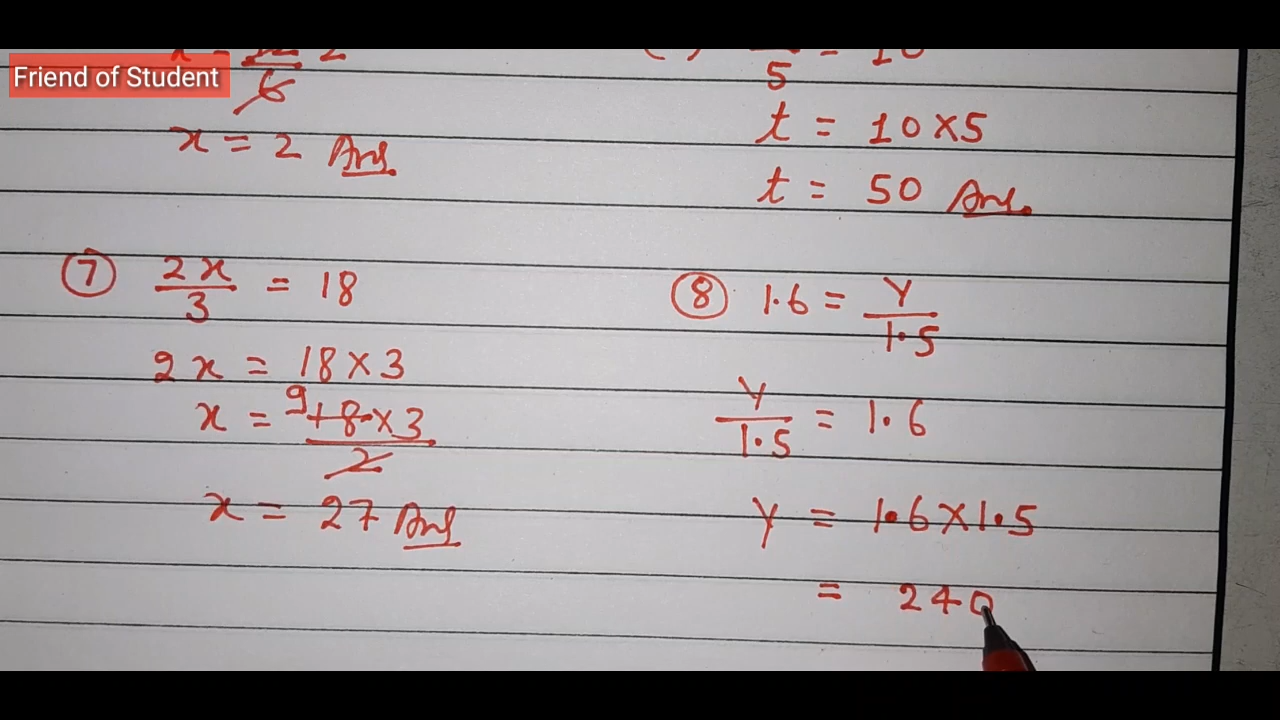 Friend of Student
6
x = 2 Ans
5
t = 10×5
t = 50 Ans.
⑦ 2x/3 = 18
2x = 18×3
x = 9 18×3/2
x = 27 Ans
⑧ 1.6 = y/1.5
y/1.5 = 1.6
y = 1.6×1.5
= 240